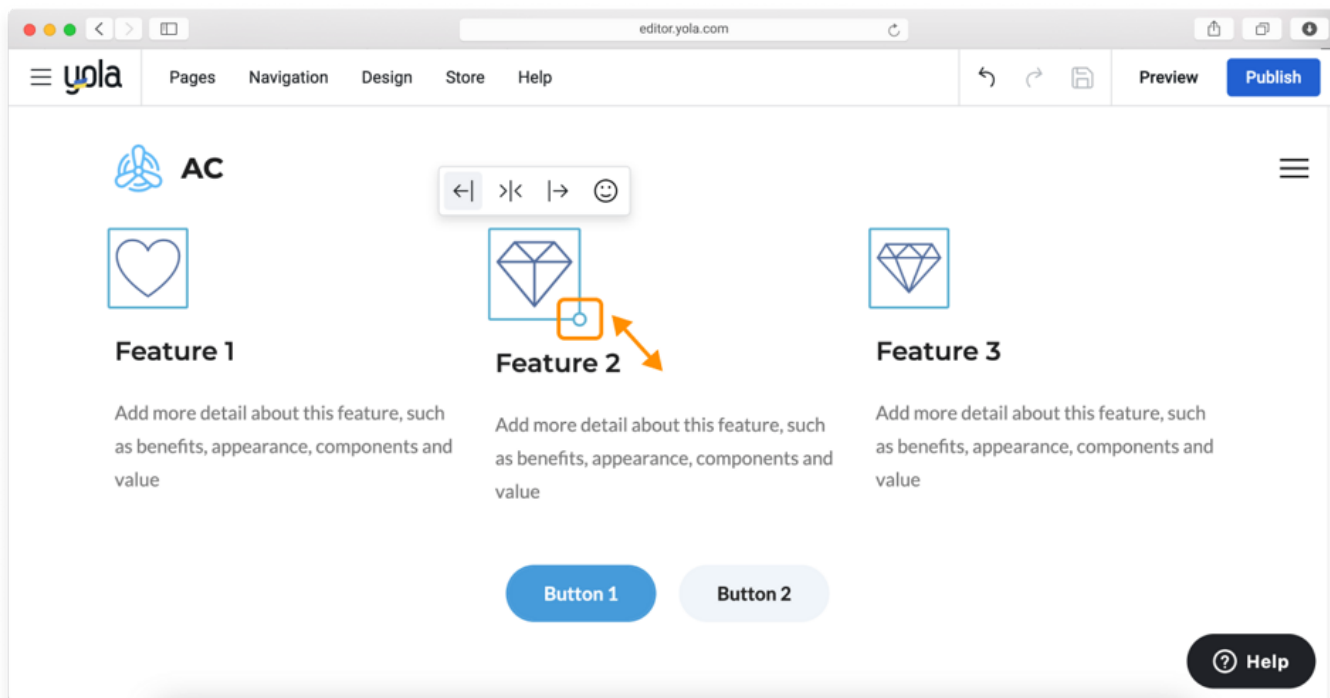 editor.yola.com
yola
Pages Navigation Design Store Help
Preview
Publish
AC
Feature 1
Add more detail about this feature, such
as benefits, appearance, components and
value
Feature 2
Add more detail about this feature, such
as benefits, appearance, components and
value
Feature 3
Add more detail about this feature, such
as benefits, appearance, components and
value
Button 1
Button 2
? Help